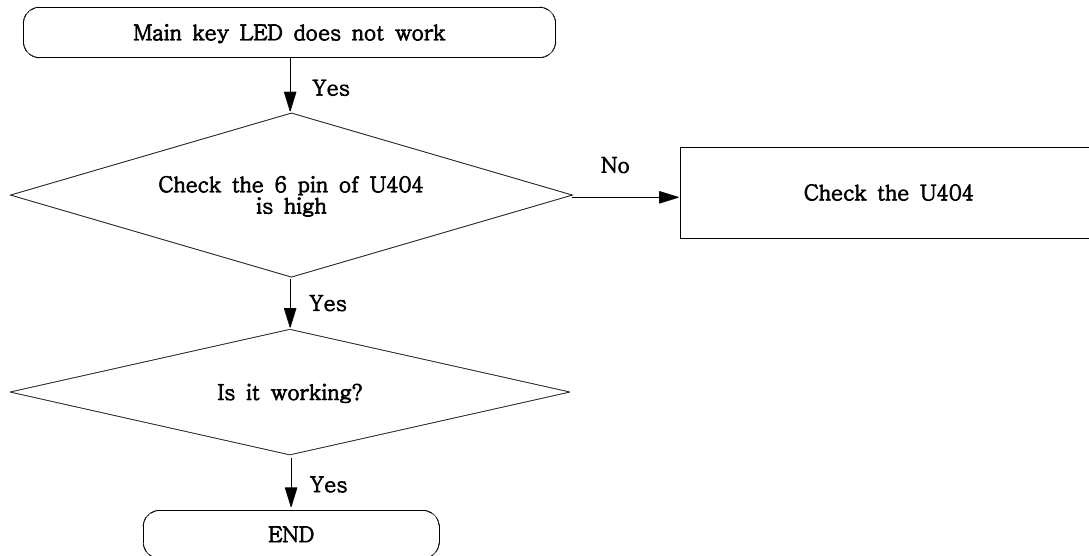 Main key LED does not work
Yes
Check the 6 pin of U404
is high
No
Check the U404
Yes
Is it working?
Yes
END